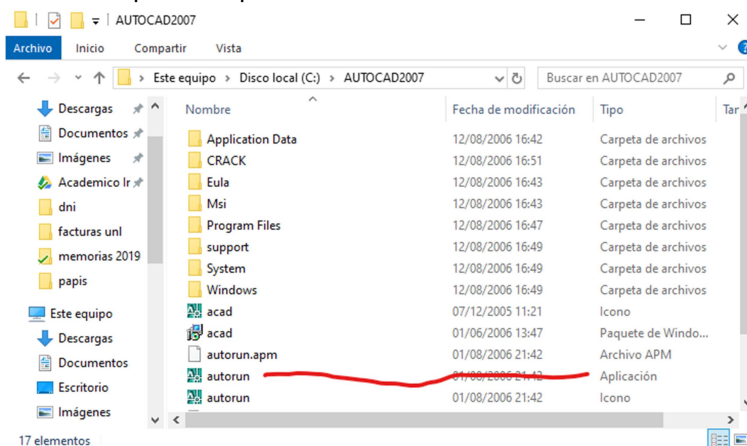 AUTOCAD2007
Archivo Inicio Compartir Vista
Este equipo > Disco local (C:) > AUTOCAD2007 Buscar en AUTOCAD2007
Descargas
Documentos
Imágenes
Academico Ir
dni
facturas unl
memorias 2019
papis
Este equipo
Descargas
Documentos
Escritorio
Imágenes
Nombre Fecha de modificación Tipo
Application Data 12/08/2006 16:42 Carpeta de archivos
CRACK 12/08/2006 16:51 Carpeta de archivos
Eula 12/08/2006 16:43 Carpeta de archivos
Msi 12/08/2006 16:43 Carpeta de archivos
Program Files 12/08/2006 16:47 Carpeta de archivos
support 12/08/2006 16:49 Carpeta de archivos
System 12/08/2006 16:49 Carpeta de archivos
Windows 12/08/2006 16:49 Carpeta de archivos
acad 07/12/2005 11:21 Icono
acad 01/06/2006 13:47 Paquete de Windo...
autorun.apm 01/08/2006 21:42 Archivo APM
autorun 01/08/2006 21:42 Aplicación
autorun 01/08/2006 21:42 Icono
17 elementos